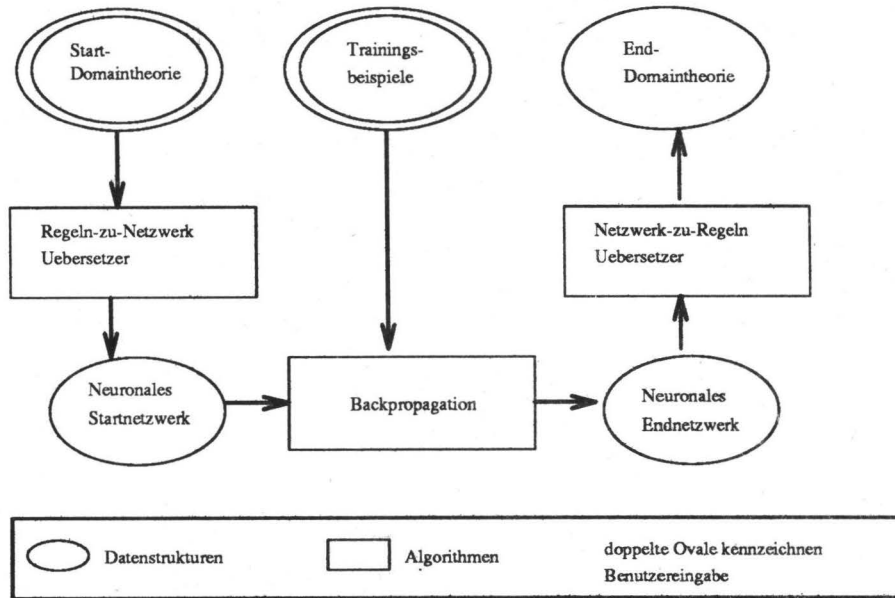 Start-
Domaintheorie
Trainings-
beispiele
End-
Domaintheorie
Regeln-zu-Netzwerk
Uebersetzer
Netzwerk-zu-Regeln
Uebersetzer
Neuronales
Startnetzwerk
Backpropagation
Neuronales
Endnetzwerk
Datenstrukturen
Algorithmen
doppelte Ovale kennzeichnen
Benutzereingabe